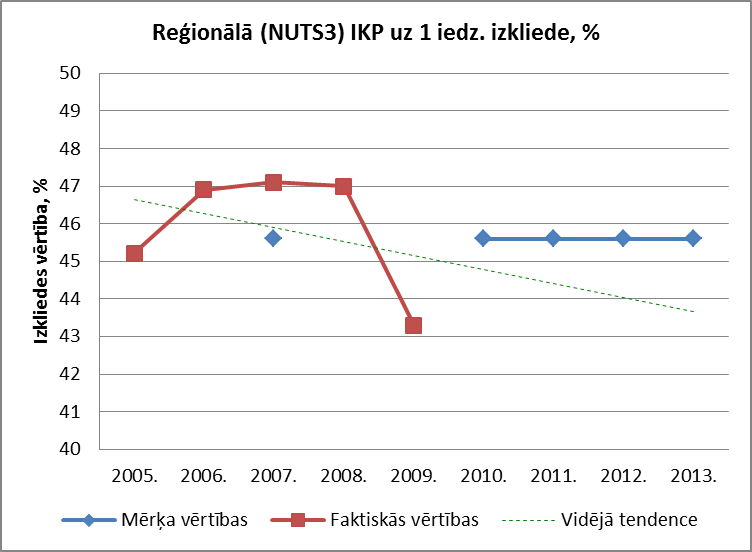 Reģionālā (NUTS3) IKP uz 1 iedz. izkliede, %
Izkliedes vērtība, %
50
49
48
47
46
45
44
43
42
41
40
2005. 2006. 2007. 2008. 2009. 2010. 2011. 2012. 2013.
Mērķa vērtības Faktiskās vērtības Vidējā tendence